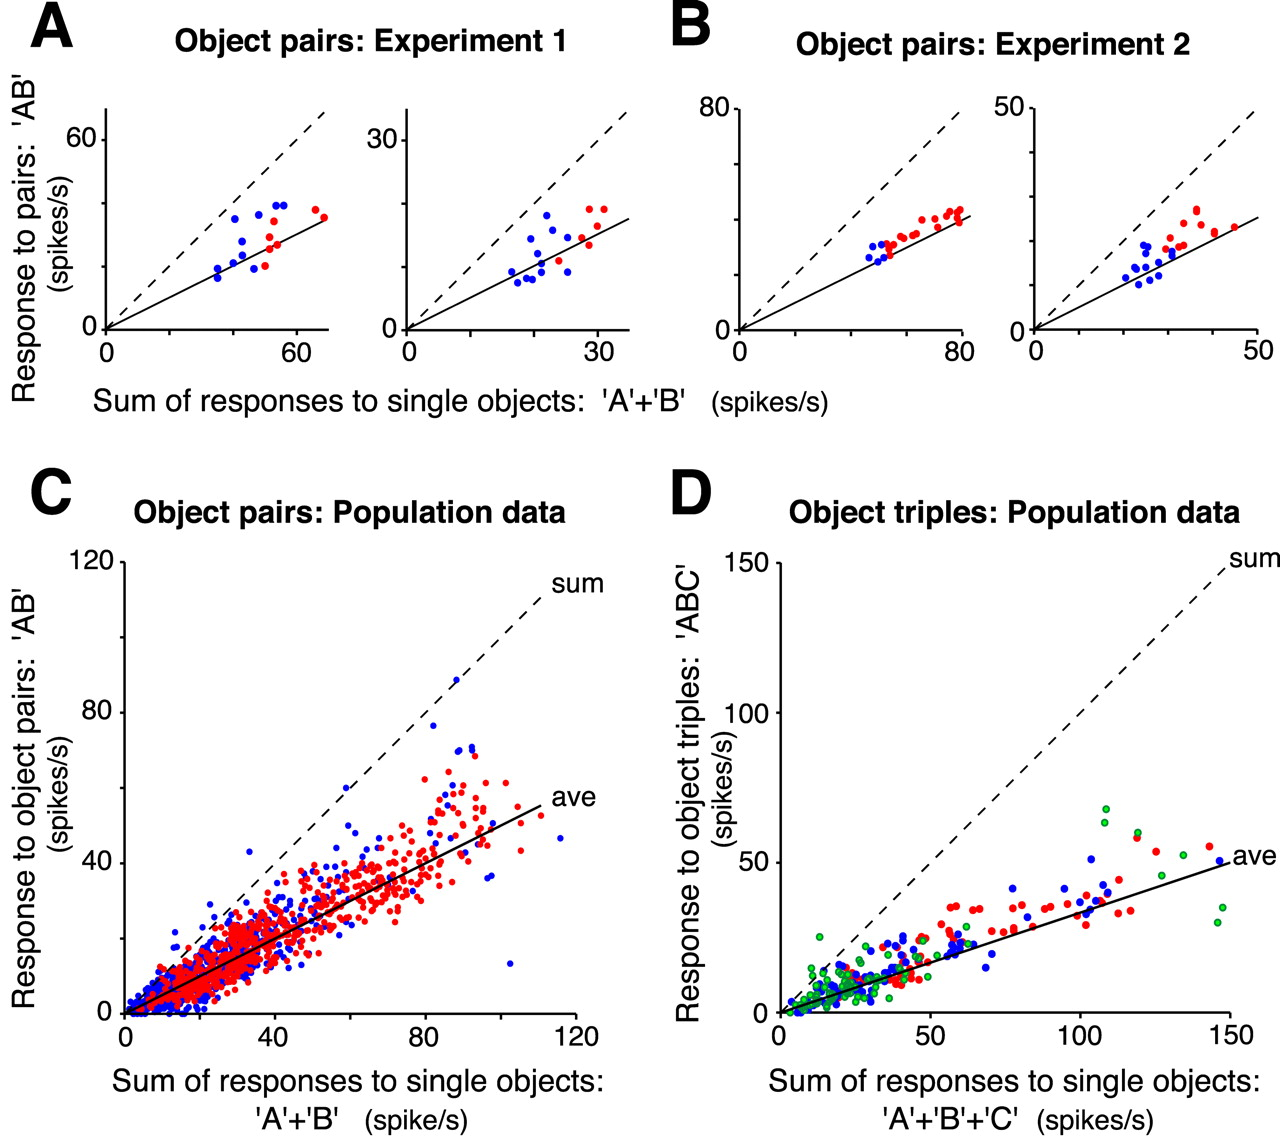 A
Object pairs: Experiment 1
Response to pairs: 'AB'
(spikes/s)
60
0
0
60
30
0
0
30
B
Object pairs: Experiment 2
80
0
0
80
50
0
0
50
Sum of responses to single objects: 'A'+'B' (spikes/s)
C
Object pairs: Population data
Response to object pairs: 'AB'
(spikes/s)
120
80
40
0
0
40
80
120
sum
ave
Sum of responses to single objects:
'A'+'B' (spike/s)
D
Object triples: Population data
Response to object triples: 'ABC'
(spikes/s)
150
100
50
0
0
50
100
150
sum
ave
Sum of responses to single objects:
'A'+'B'+'C' (spikes/s)